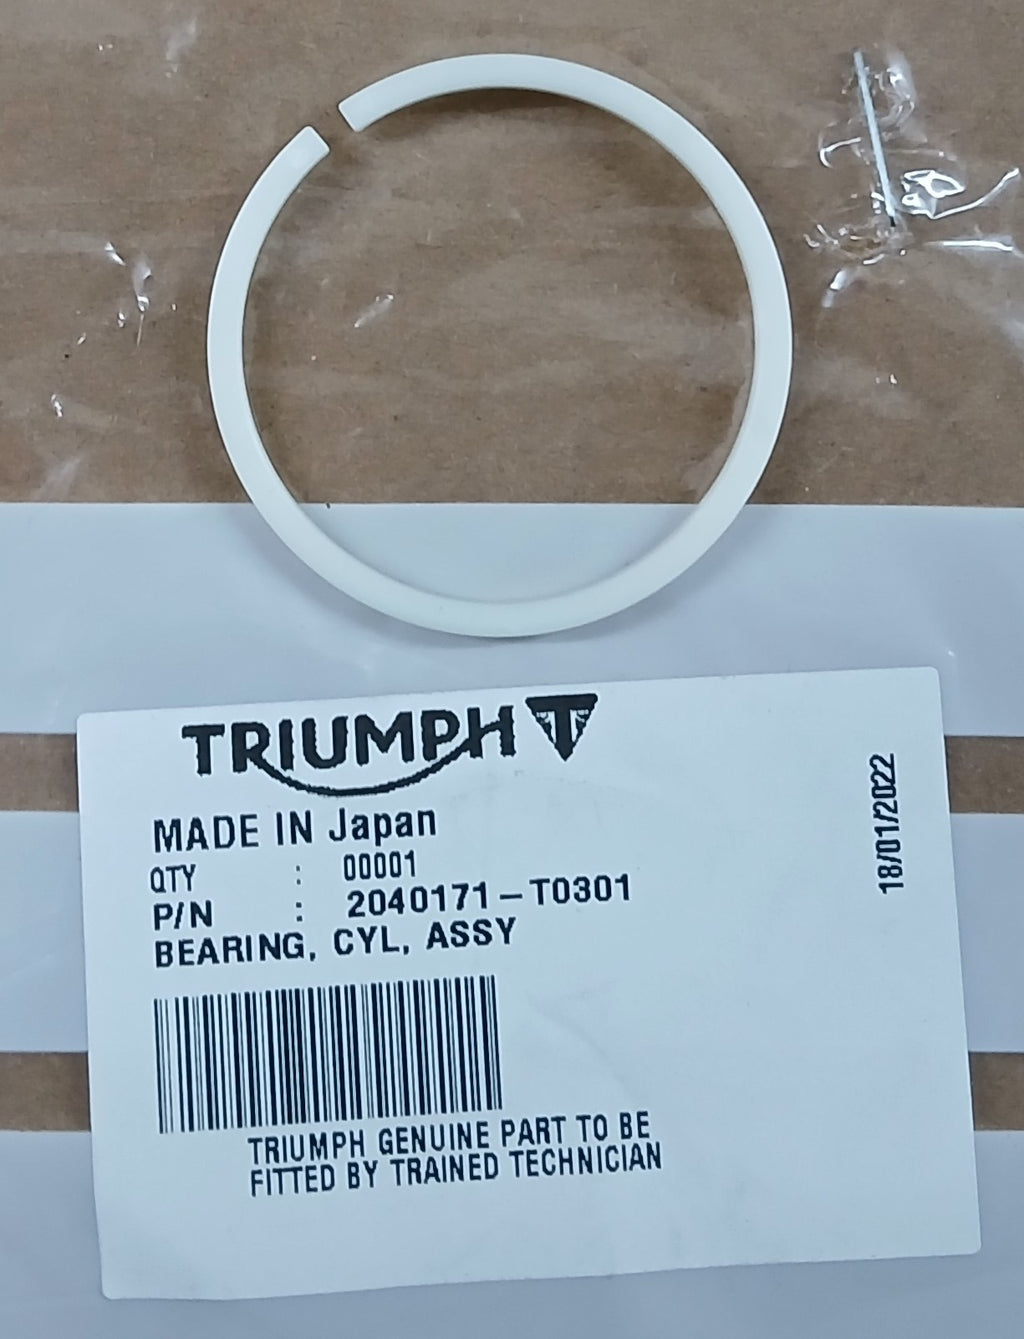 TRIUMPH
MADE IN Japan
QTY : 00001
P/N : 2040171-T0301
BEARING, CYL, ASSY
TRIUMPH GENUINE PART TO BE
FITTED BY TRAINED TECHNICIAN
18/01/2022